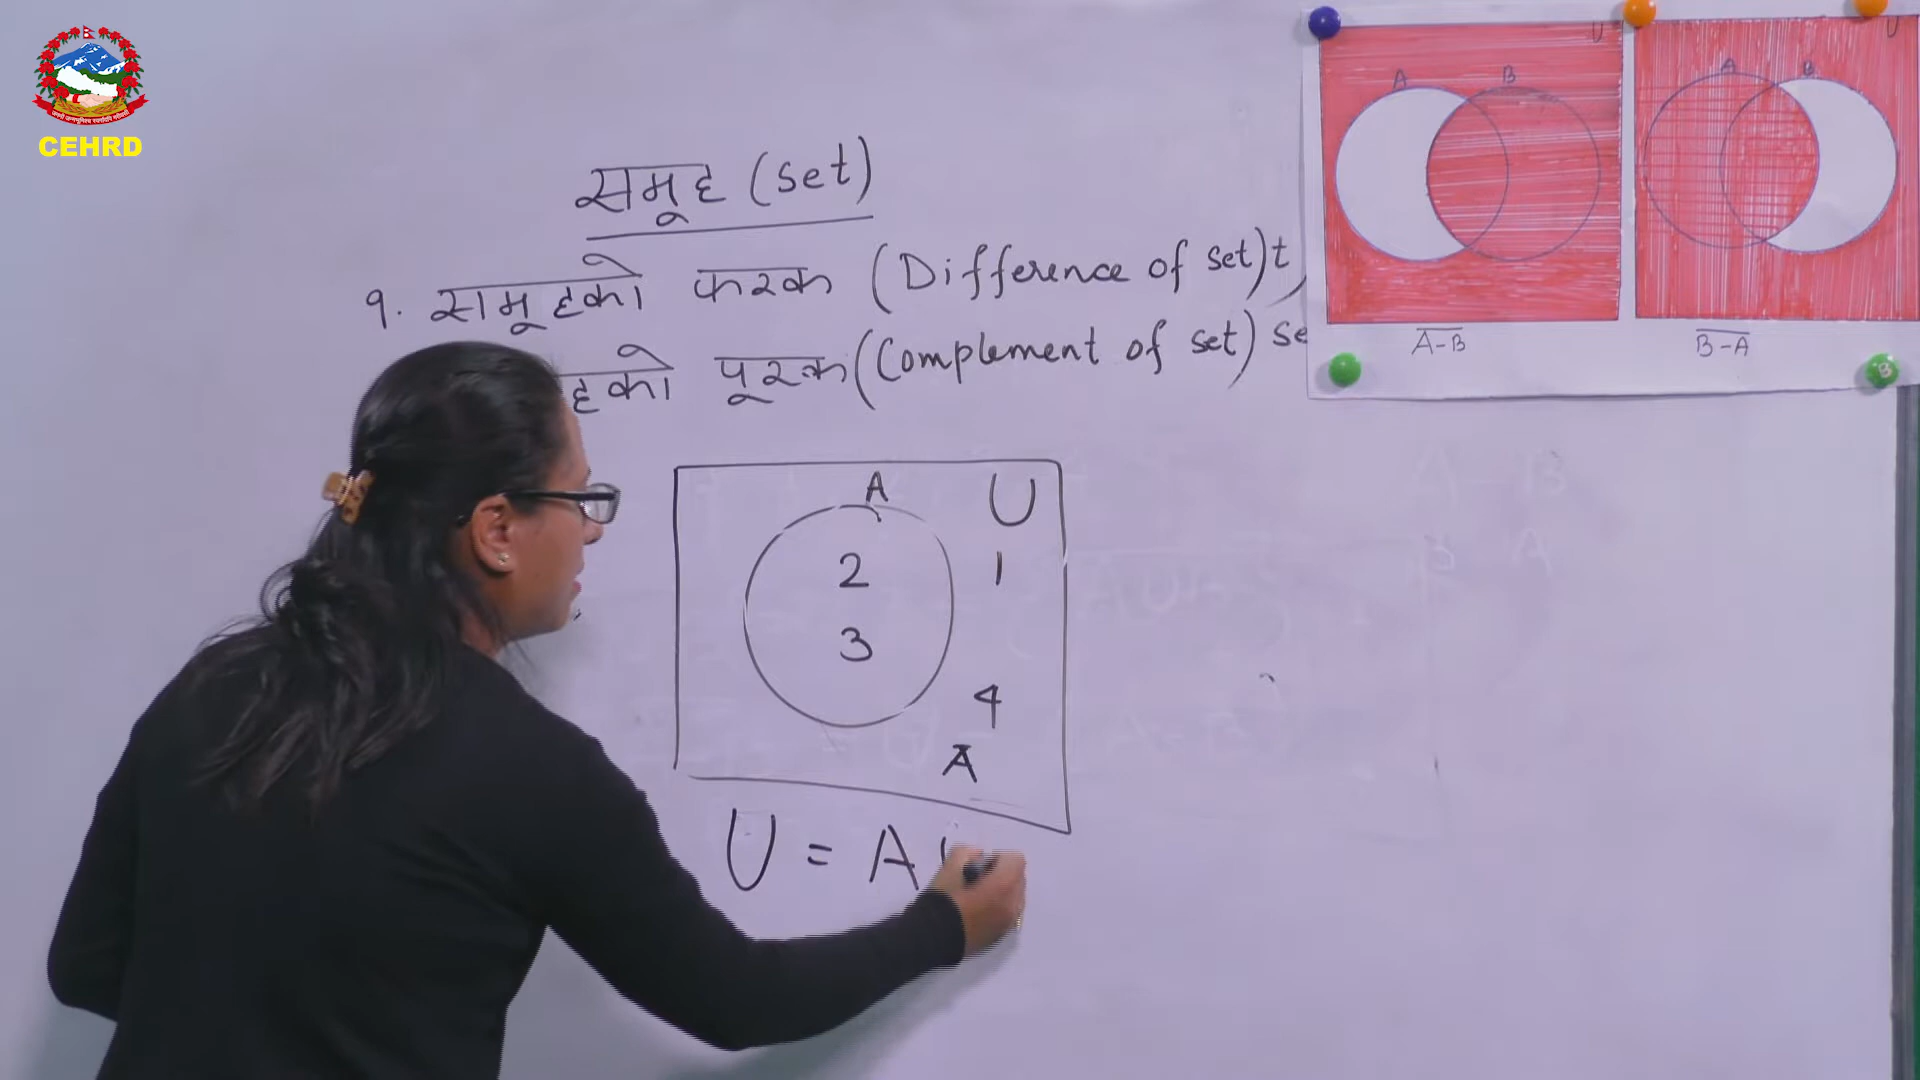 CEHRD
समूह (set)
१. समूहको फरक (Difference of set)t
हको पूरक (Complement of set) se
A U
2 1
3
4
A
U = A
A B U
A B U
A-B
B-A
B